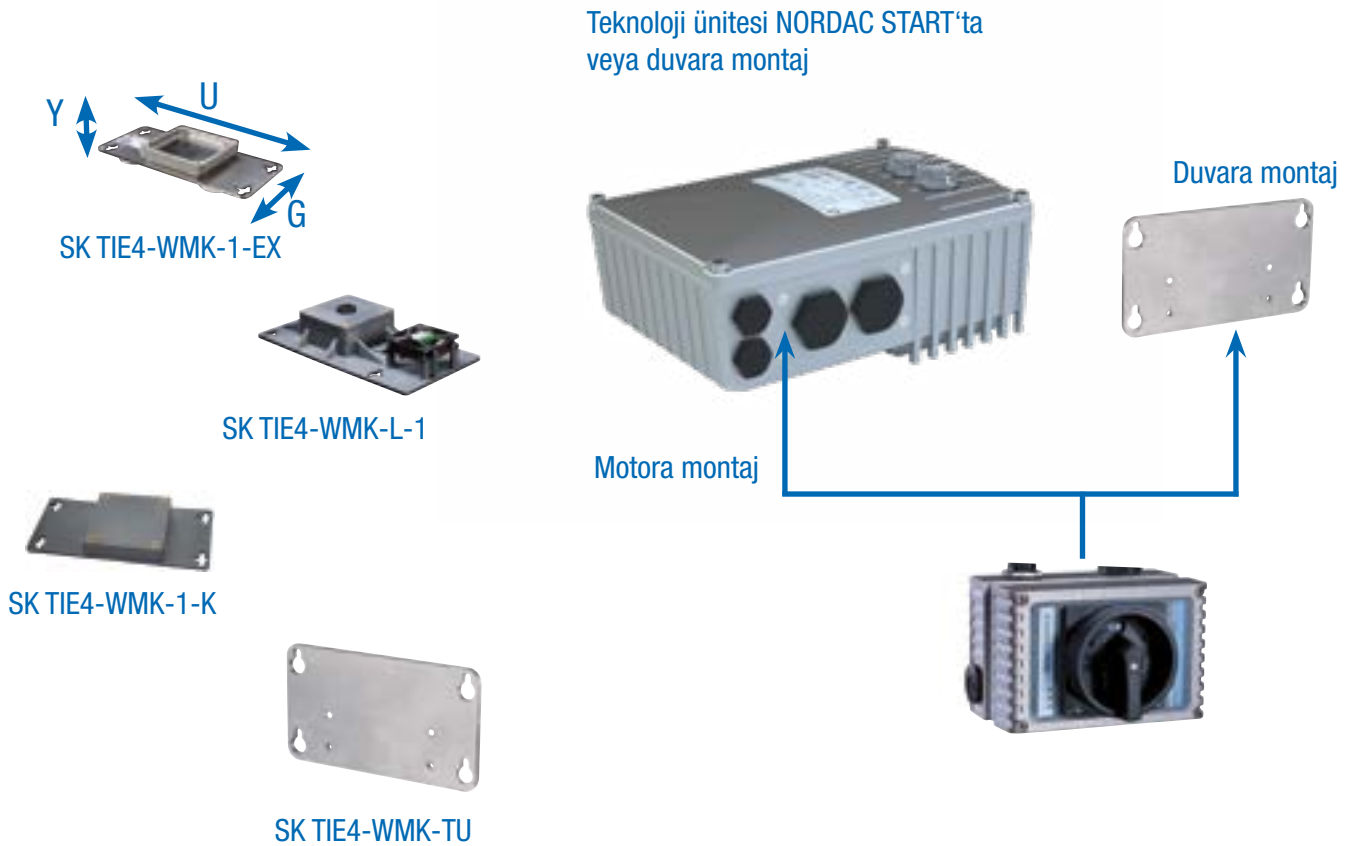 Teknoloji ünitesi NORDAC START‘ta
veya duvara montaj
Y
U
G
SK TIE4-WMK-1-EX
Duvara montaj
SK TIE4-WMK-L-1
Motora montaj
SK TIE4-WMK-1-K
SK TIE4-WMK-TU